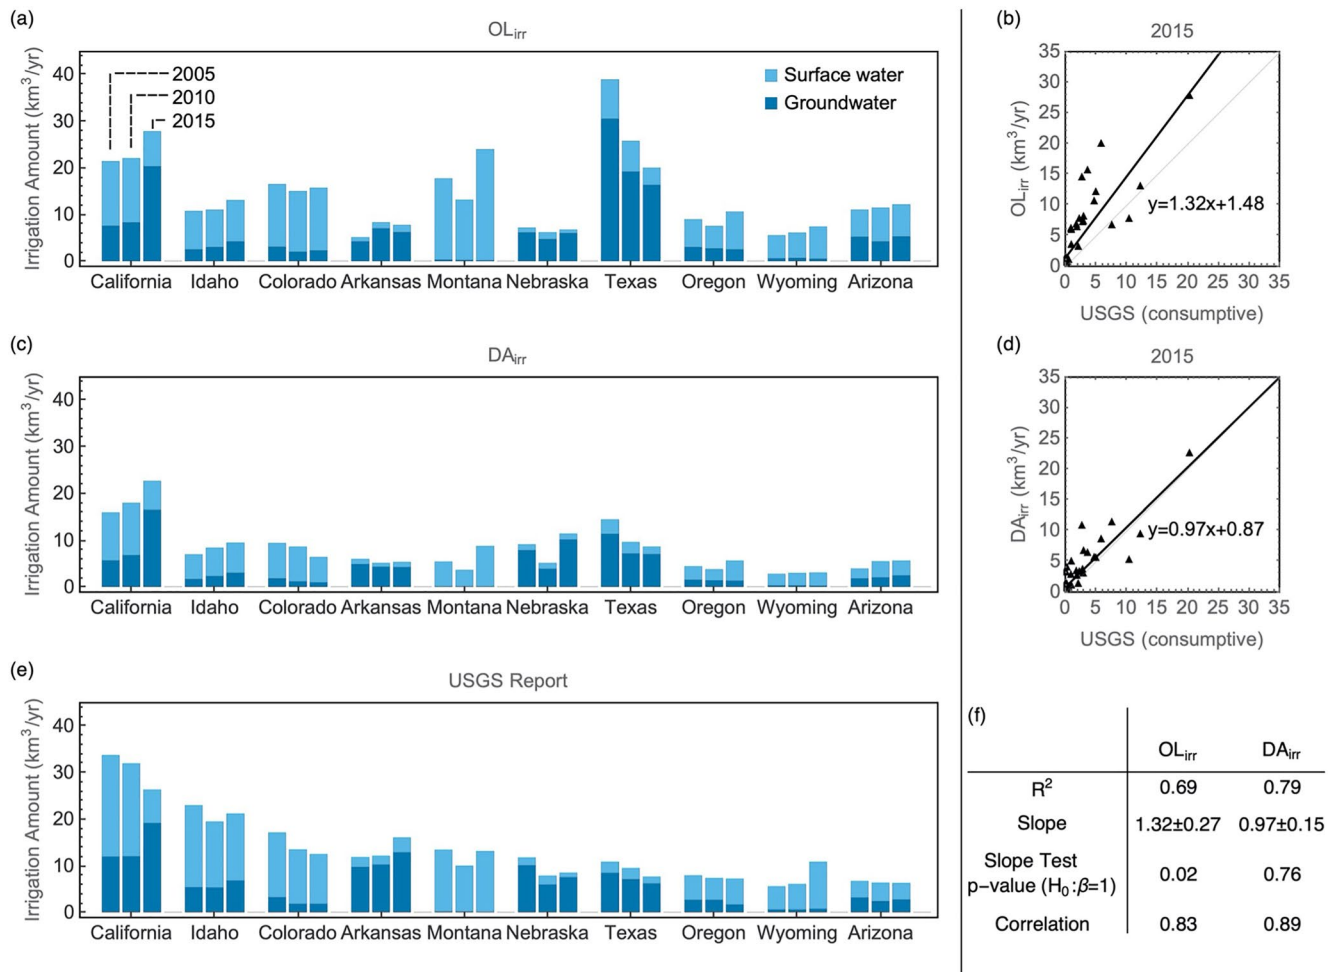 (a)
OLirr
Irrigation Amount (km3/yr)
40
30
20
10
0
2005
2010
2015
Surface water
Groundwater
California Idaho Colorado Arkansas Montana Nebraska Texas Oregon Wyoming Arizona
(b)
2015
OLirr (km3/yr)
35
30
25
20
15
10
5
0
y=1.32x+1.48
0 5 10 15 20 25 30 35
USGS (consumptive)
(c)
DAirr
Irrigation Amount (km3/yr)
40
30
20
10
0
California Idaho Colorado Arkansas Montana Nebraska Texas Oregon Wyoming Arizona
(d)
2015
DAirr (km3/yr)
35
30
25
20
15
10
5
0
y=0.97x+0.87
0 5 10 15 20 25 30 35
USGS (consumptive)
(e)
USGS Report
Irrigation Amount (km3/yr)
40
30
20
10
0
California Idaho Colorado Arkansas Montana Nebraska Texas Oregon Wyoming Arizona
(f)
OLirr DAirr
R2 0.69 0.79
Slope 1.32±0.27 0.97±0.15
Slope Test
p−value (H0:β=1) 0.02 0.76
Correlation 0.83 0.89